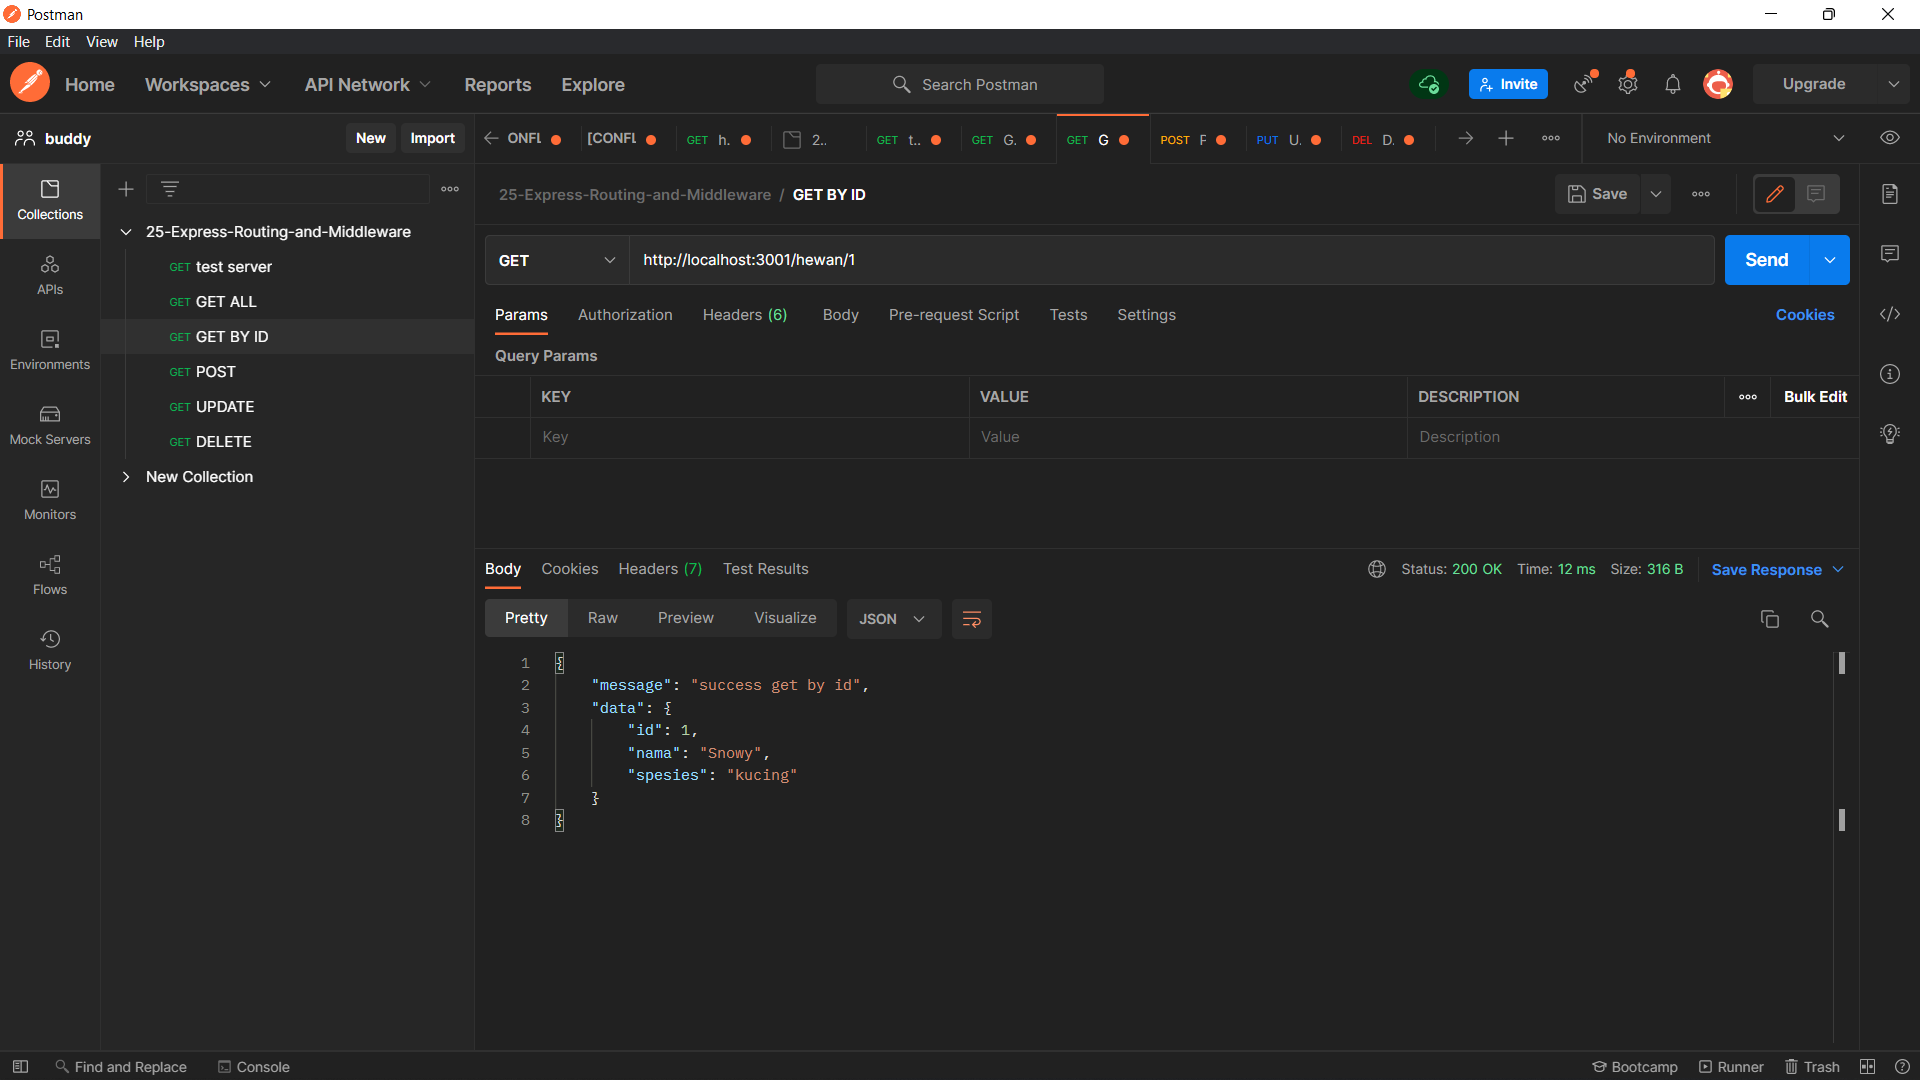 Postman
File Edit View Help
Home Workspaces API Network Reports Explore Search Postman Invite Upgrade
buddy New Import ONFL [CONFL GET h. 2.. GET t.. GET G. GET G POST F PUT U. DEL D. No Environment
25-Express-Routing-and-Middleware / GET BY ID Save
Collections
25-Express-Routing-and-Middleware
GET test server
GET GET ALL
GET GET BY ID
GET POST
GET UPDATE
GET DELETE
New Collection
APIs
Environments
Mock Servers
Monitors
Flows
History
GET http://localhost:3001/hewan/1 Send
Params Authorization Headers (6) Body Pre-request Script Tests Settings Cookies
Query Params
KEY VALUE DESCRIPTION Bulk Edit
Key Value Description
Body Cookies Headers (7) Test Results Status: 200 OK Time: 12 ms Size: 316 B Save Response
Pretty Raw Preview Visualize JSON
1 {
2 "message": "success get by id",
3 "data": {
4 "id": 1,
5 "nama": "Snowy",
6 "spesies": "kucing"
7 }
8 }
Find and Replace Console Bootcamp Runner Trash